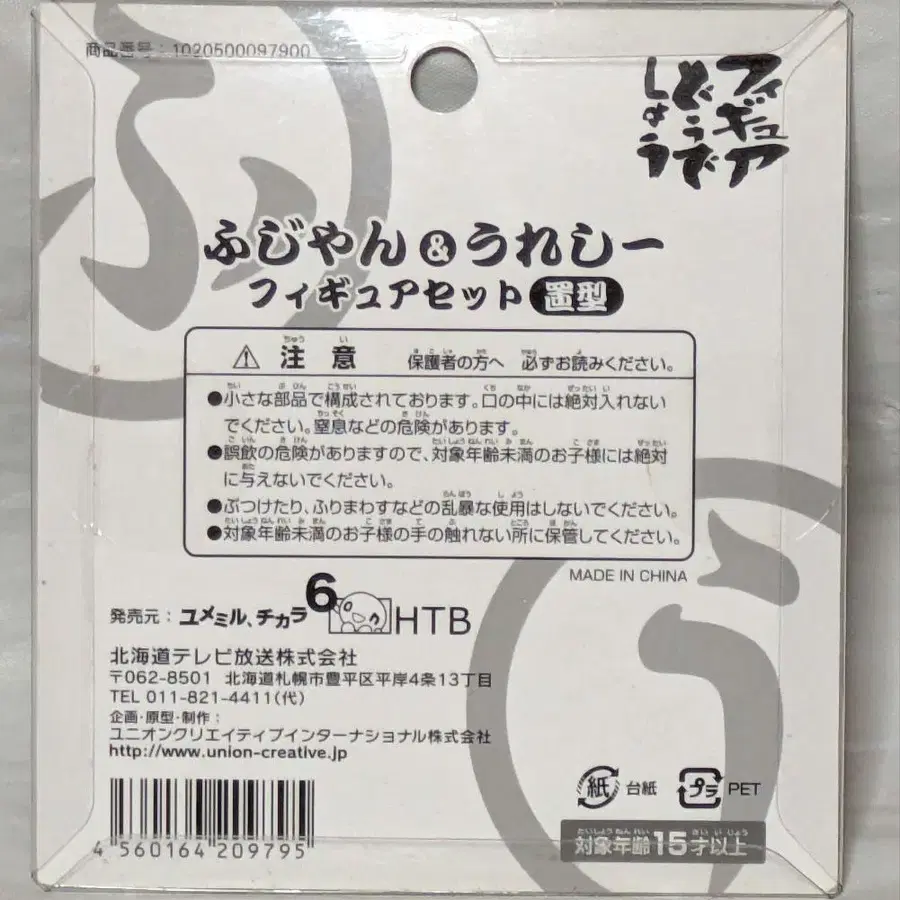 商品番号：1020500097900
フィギュア
どうで
しょう
ふじやん&うれしー
フィギュアセット 置型
⚠ 注意 保護者の方へ 必ずお読みください。
●小さな部品で構成されております。口の中には絶対入れない
でください。窒息などの危険があります。
●誤飲の危険がありますので、対象年齢未満のお子様には絶対
に与えないでください。
●ぶつけたり、ふりまわすなどの乱暴な使用はしないでください。
●対象年齢未満のお子様の手の触れない所に保管してください。
MADE IN CHINA
発売元：ユメミル、チカラ 6 HTB
北海道テレビ放送株式会社
〒062-8501 北海道札幌市豊平区平岸4条13丁目
TEL 011-821-4411(代)
企画・原型・制作：
ユニオンクリエイティブインターナショナル株式会社
http://www.union-creative.jp
紙 台紙 プラ PET
4 560164 209795
対象年齢15才以上
ふ
う